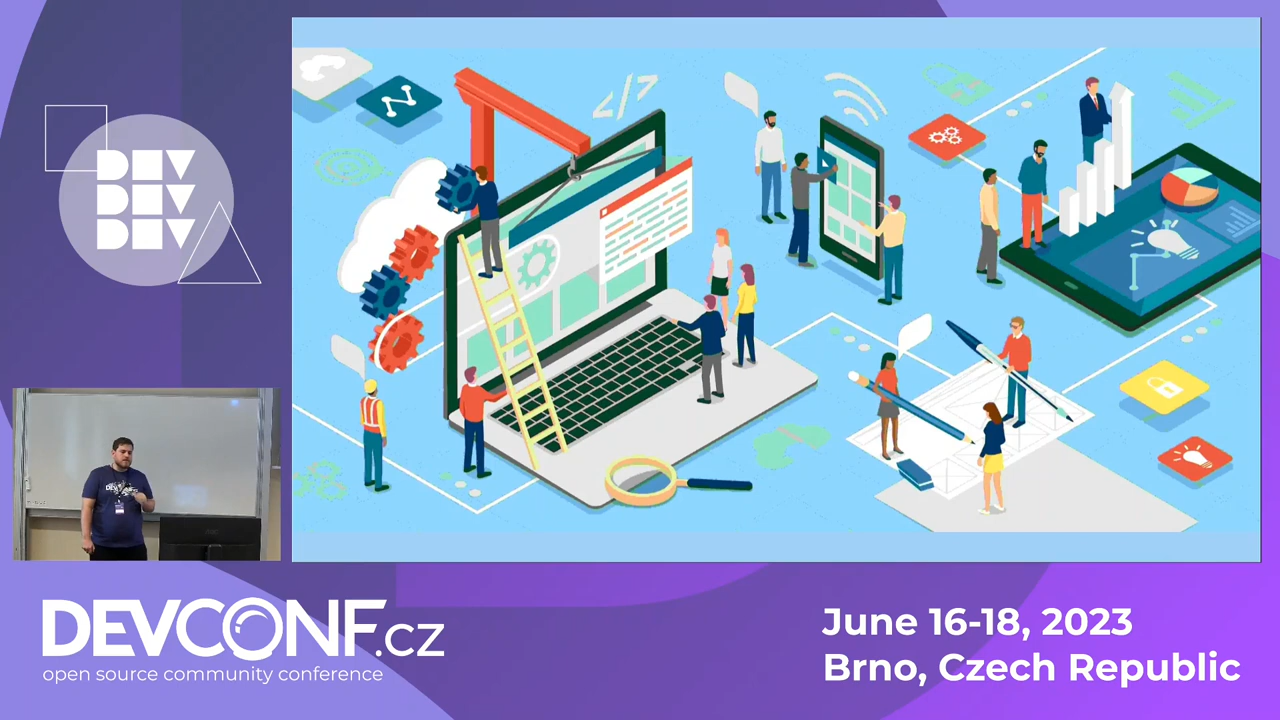 DEV
DEV
DEV
</>
DEVCONF.cz
open source community conference
June 16-18, 2023
Brno, Czech Republic